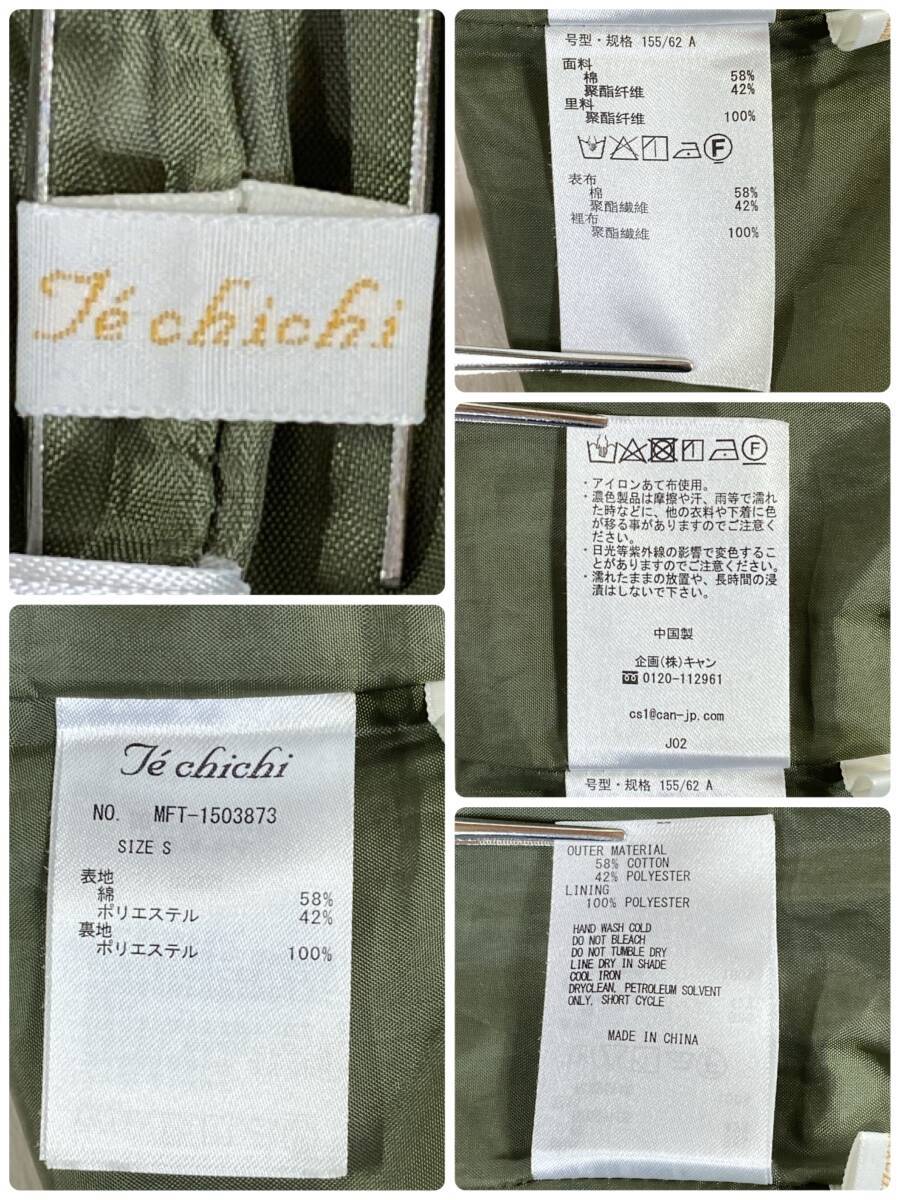 Té chichi
NO. MFT-1503873
SIZE S
表地
綿 58%
ポリエステル 42%
裏地
ポリエステル 100%
Té chichi
号型・规格 155/62 A
面料
棉 58%
聚酯纤维 42%
里料
聚酯纤维 100%
F
表布
棉 58%
聚酯纖維 42%
裡布
聚酯纖維 100%
F
・アイロンあて布使用。
・濃色製品は摩擦や汗、雨等で濡れ
た時などに、他の衣料や下着に色
が移る事がありますのでご注意く
ださい。
・日光等紫外線の影響で変色するこ
とがありますのでご注意ください。
・濡れたままの放置や、長時間の浸
漬はしないで下さい。
中国製
企画(株)キャン
0120-112961
cs1@can-jp.com
J02
号型・规格 155/62 A
OUTER MATERIAL
58% COTTON
42% POLYESTER
LINING
100% POLYESTER
HAND WASH COLD
DO NOT BLEACH
DO NOT TUMBLE DRY
LINE DRY IN SHADE
COOL IRON
DRYCLEAN, PETROLEUM SOLVENT
ONLY, SHORT CYCLE
MADE IN CHINA